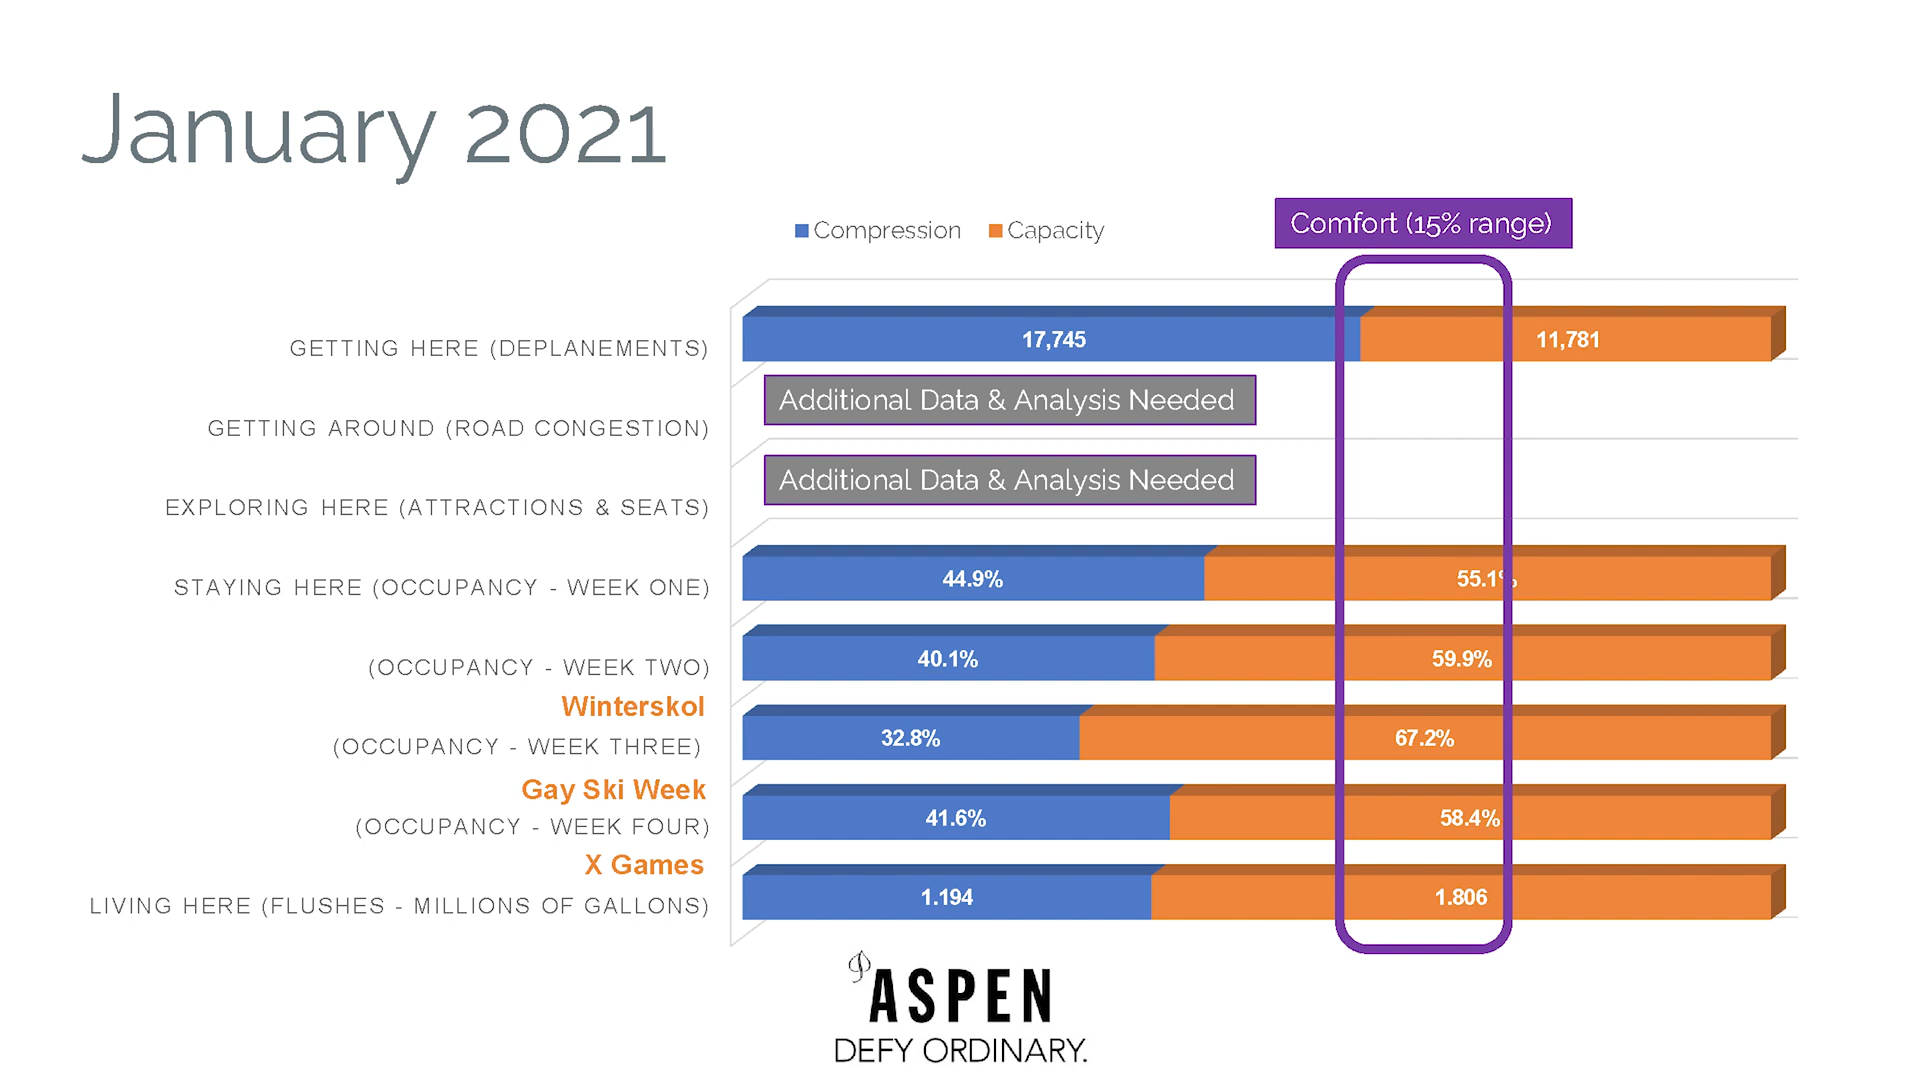 January 2021
Compression
Capacity
Comfort (15% range)
GETTING HERE (DEPLANEMENTS)
17,745
11,781
GETTING AROUND (ROAD CONGESTION)
Additional Data & Analysis Needed
EXPLORING HERE (ATTRACTIONS & SEATS)
Additional Data & Analysis Needed
STAYING HERE (OCCUPANCY - WEEK ONE)
44.9%
55.1%
(OCCUPANCY - WEEK TWO)
40.1%
59.9%
Winterskol
(OCCUPANCY - WEEK THREE)
32.8%
67.2%
Gay Ski Week
(OCCUPANCY - WEEK FOUR)
41.6%
58.4%
X Games
LIVING HERE (FLUSHES - MILLIONS OF GALLONS)
1.194
1.806
ASPEN
DEFY ORDINARY.